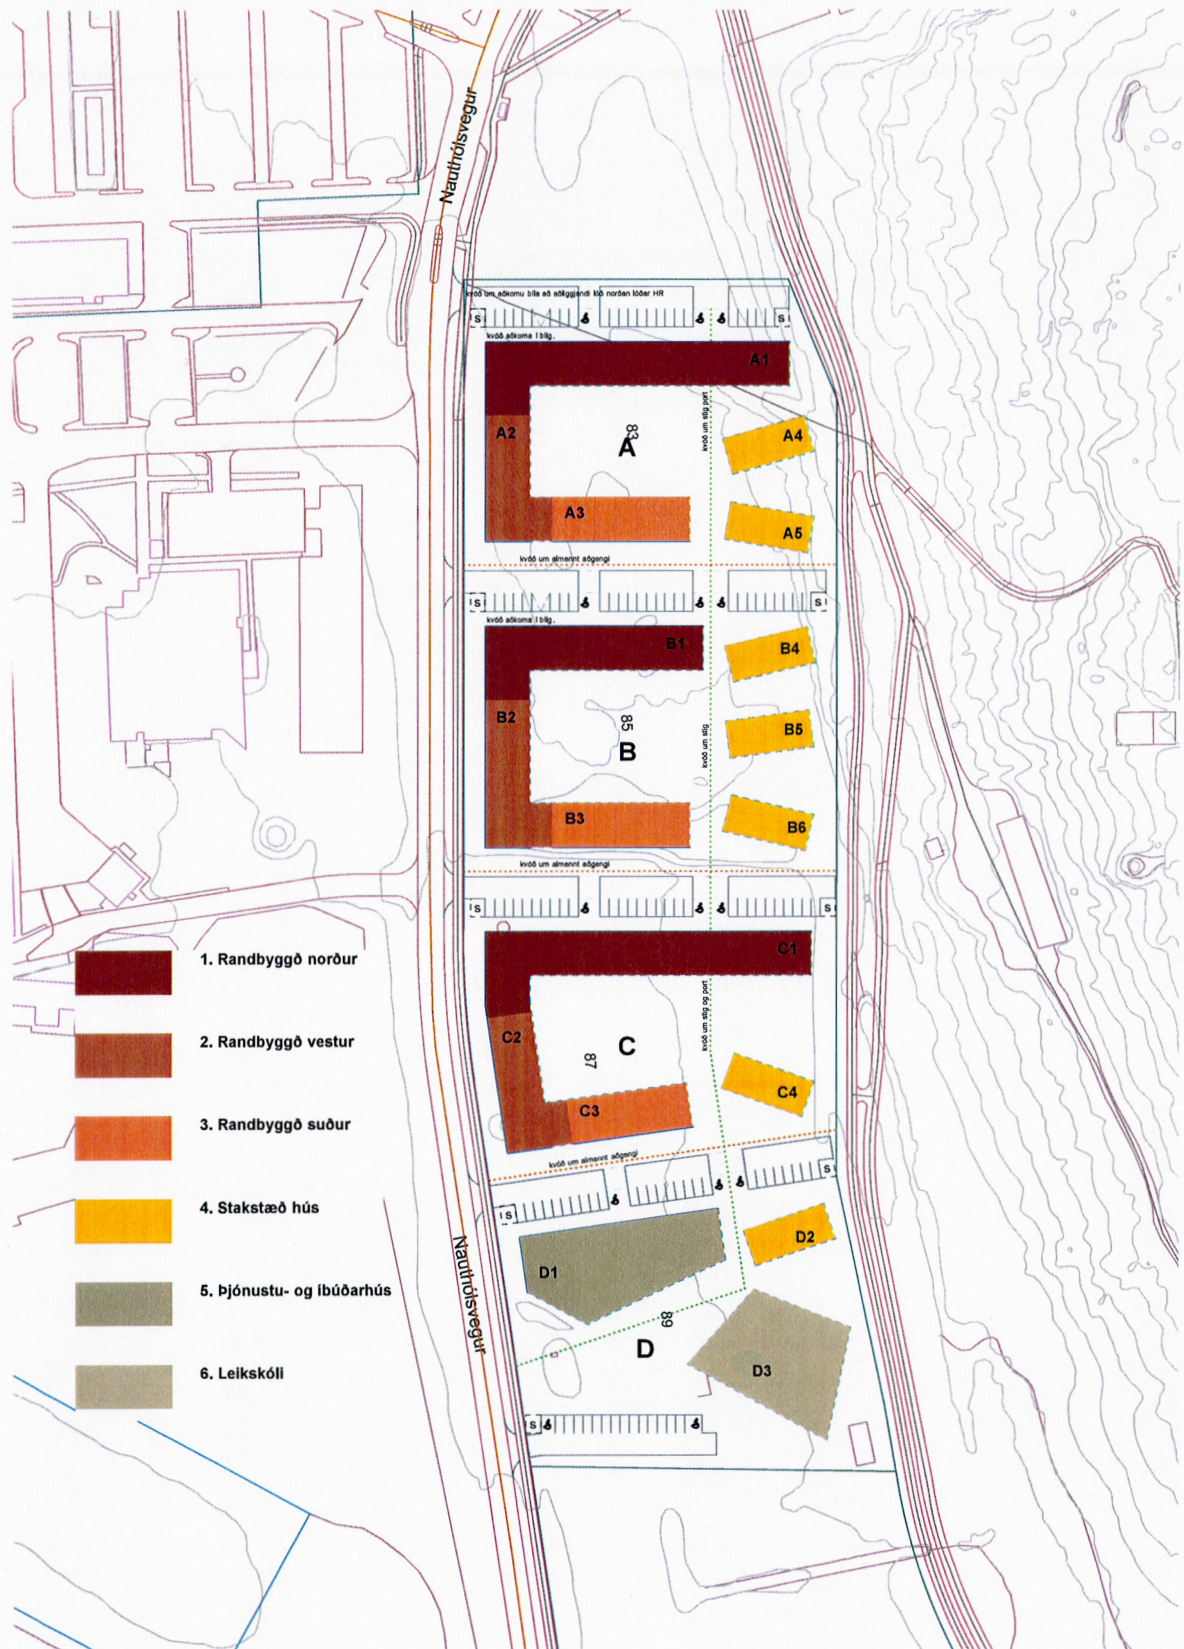 Nauthólsvegur
kvöð um aðkomu bíla að aðliggjandi lóð norðan lóðar HR
S
S
kvöð aðkoma í bílg.
A1
kvöð um stíg port
A2
83
A
A4
A3
A5
kvöð um almennt aðgengi
S
S
kvöð aðkoma í bílg.
B1
B4
B2
85
B
kvöð um stíg
B5
B3
B6
kvöð um almennt aðgengi
S
S
C1
kvöð um stíg og port
C2
87
C
C4
C3
kvöð um almennt aðgengi
S
S
D1
D2
Nauthólsvegur
89
D
D3
S
1. Randbyggð norður
2. Randbyggð vestur
3. Randbyggð suður
4. Stakstæð hús
5. Þjónustu- og íbúðarhús
6. Leikskóli